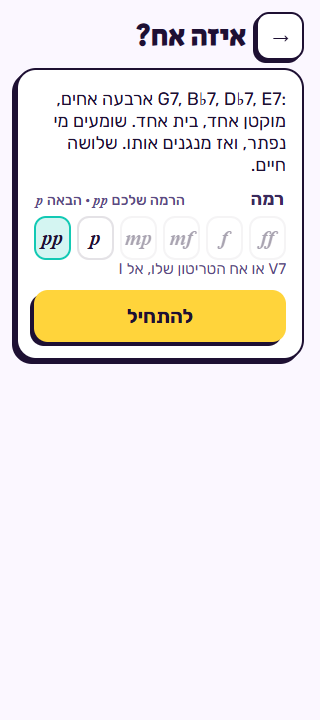 → איזה אח?
G7, B♭7, D♭7, E7: ארבעה אחים,
מוקטן אחד, בית אחד. שומעים מי
נפתר, ואז מנגנים אותו. שלושה
חיים.
רמה הרמה שלכם pp • הבאה p
ff f mf mp p pp
V7 או אח הטריטון שלו, אל I
להתחיל